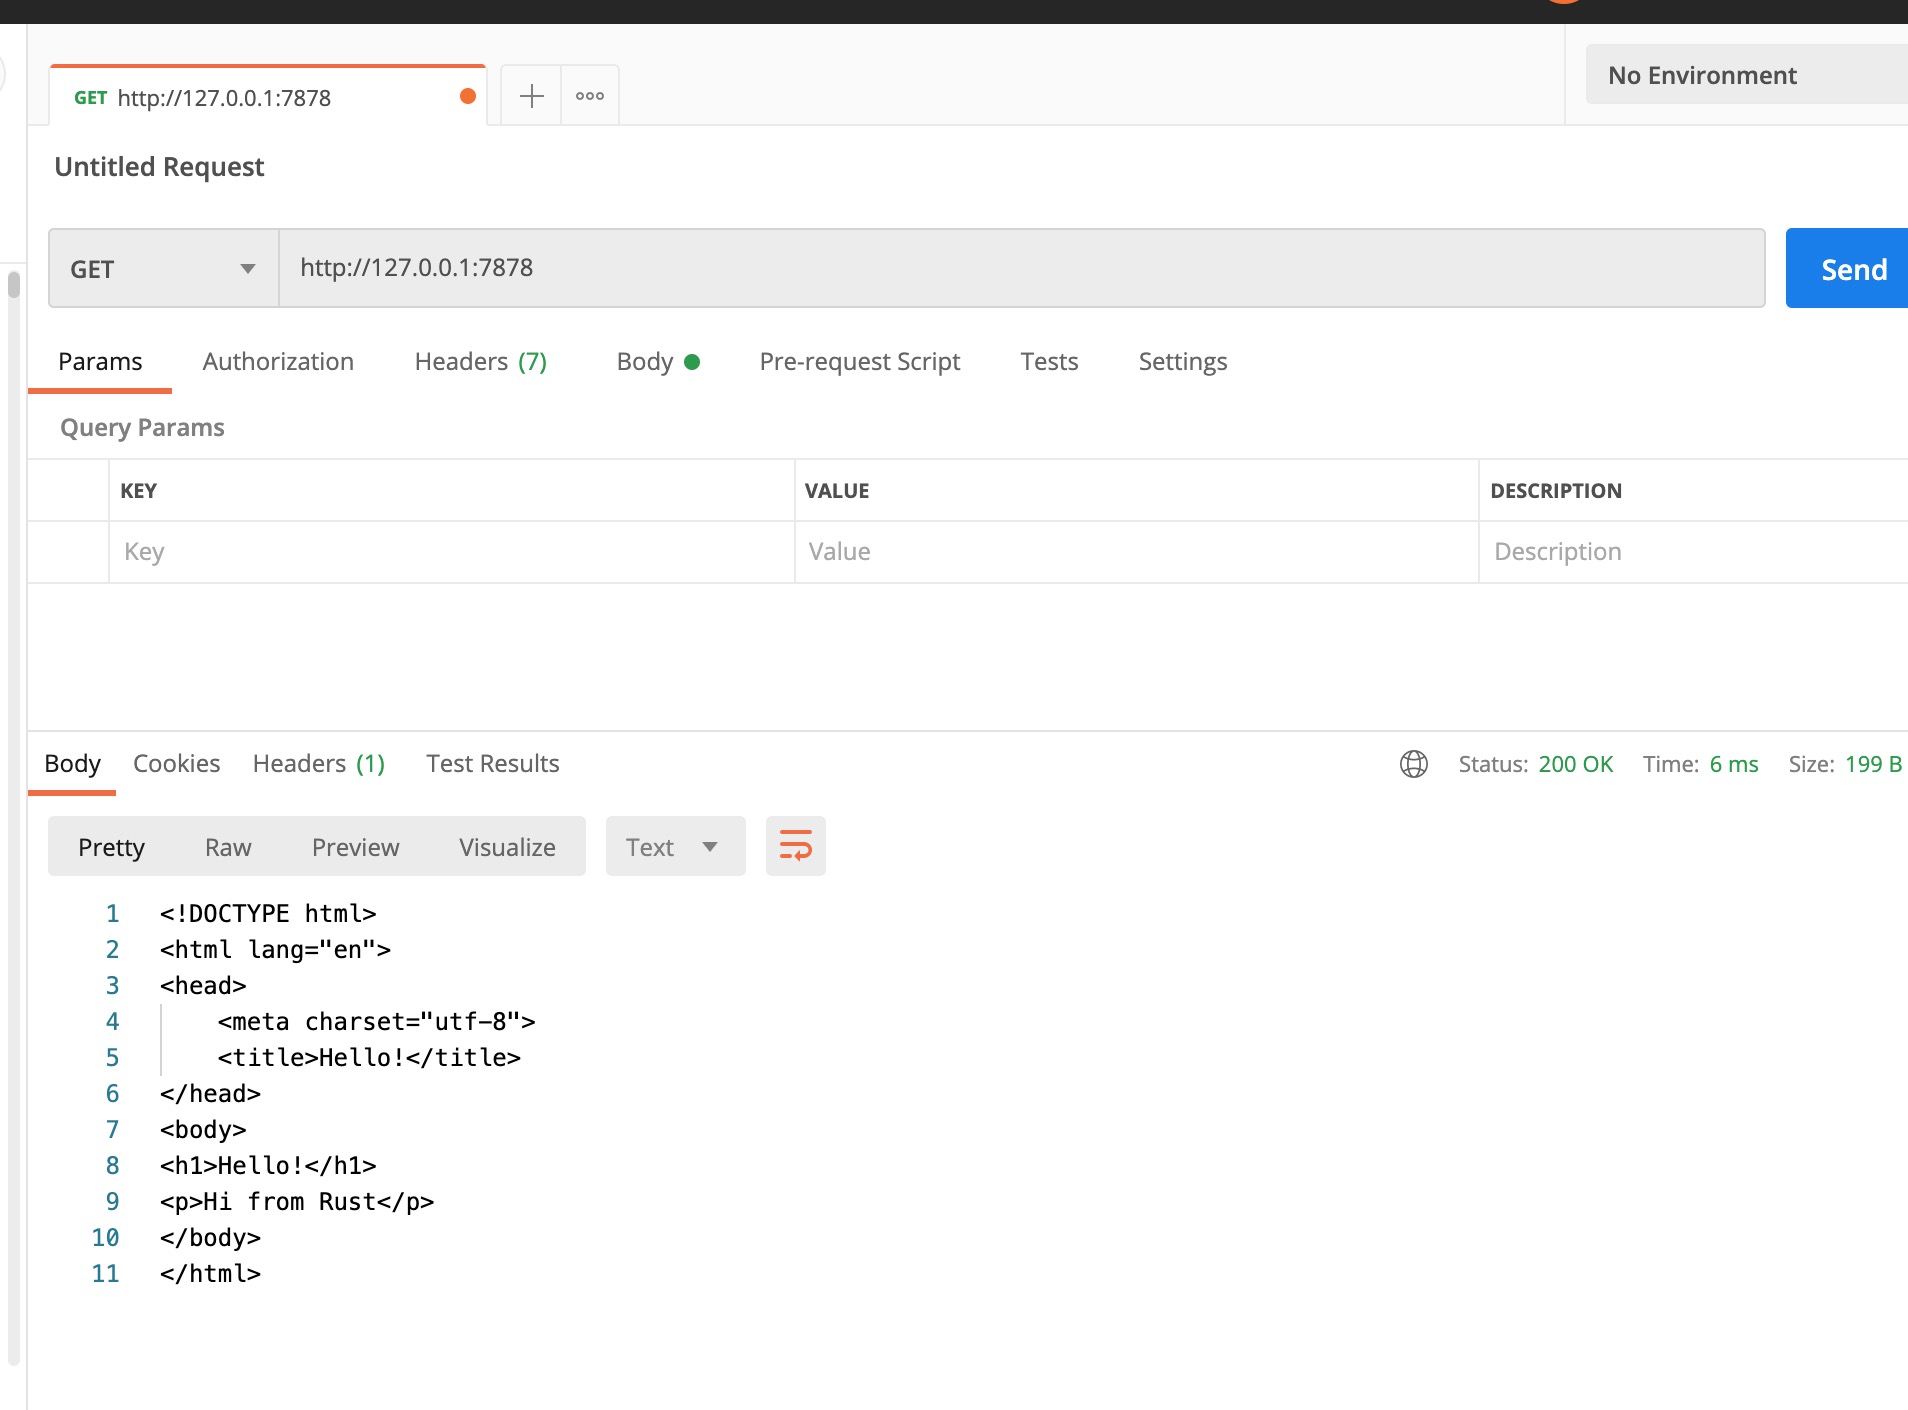 GET http://127.0.0.1:7878
No Environment
Untitled Request
GET http://127.0.0.1:7878 Send
Params Authorization Headers (7) Body Pre-request Script Tests Settings
Query Params
KEY VALUE DESCRIPTION
Key Value Description
Body Cookies Headers (1) Test Results Status: 200 OK Time: 6 ms Size: 199 B
Pretty Raw Preview Visualize Text
1 <!DOCTYPE html>
2 <html lang="en">
3 <head>
4 <meta charset="utf-8">
5 <title>Hello!</title>
6 </head>
7 <body>
8 <h1>Hello!</h1>
9 <p>Hi from Rust</p>
10 </body>
11 </html>